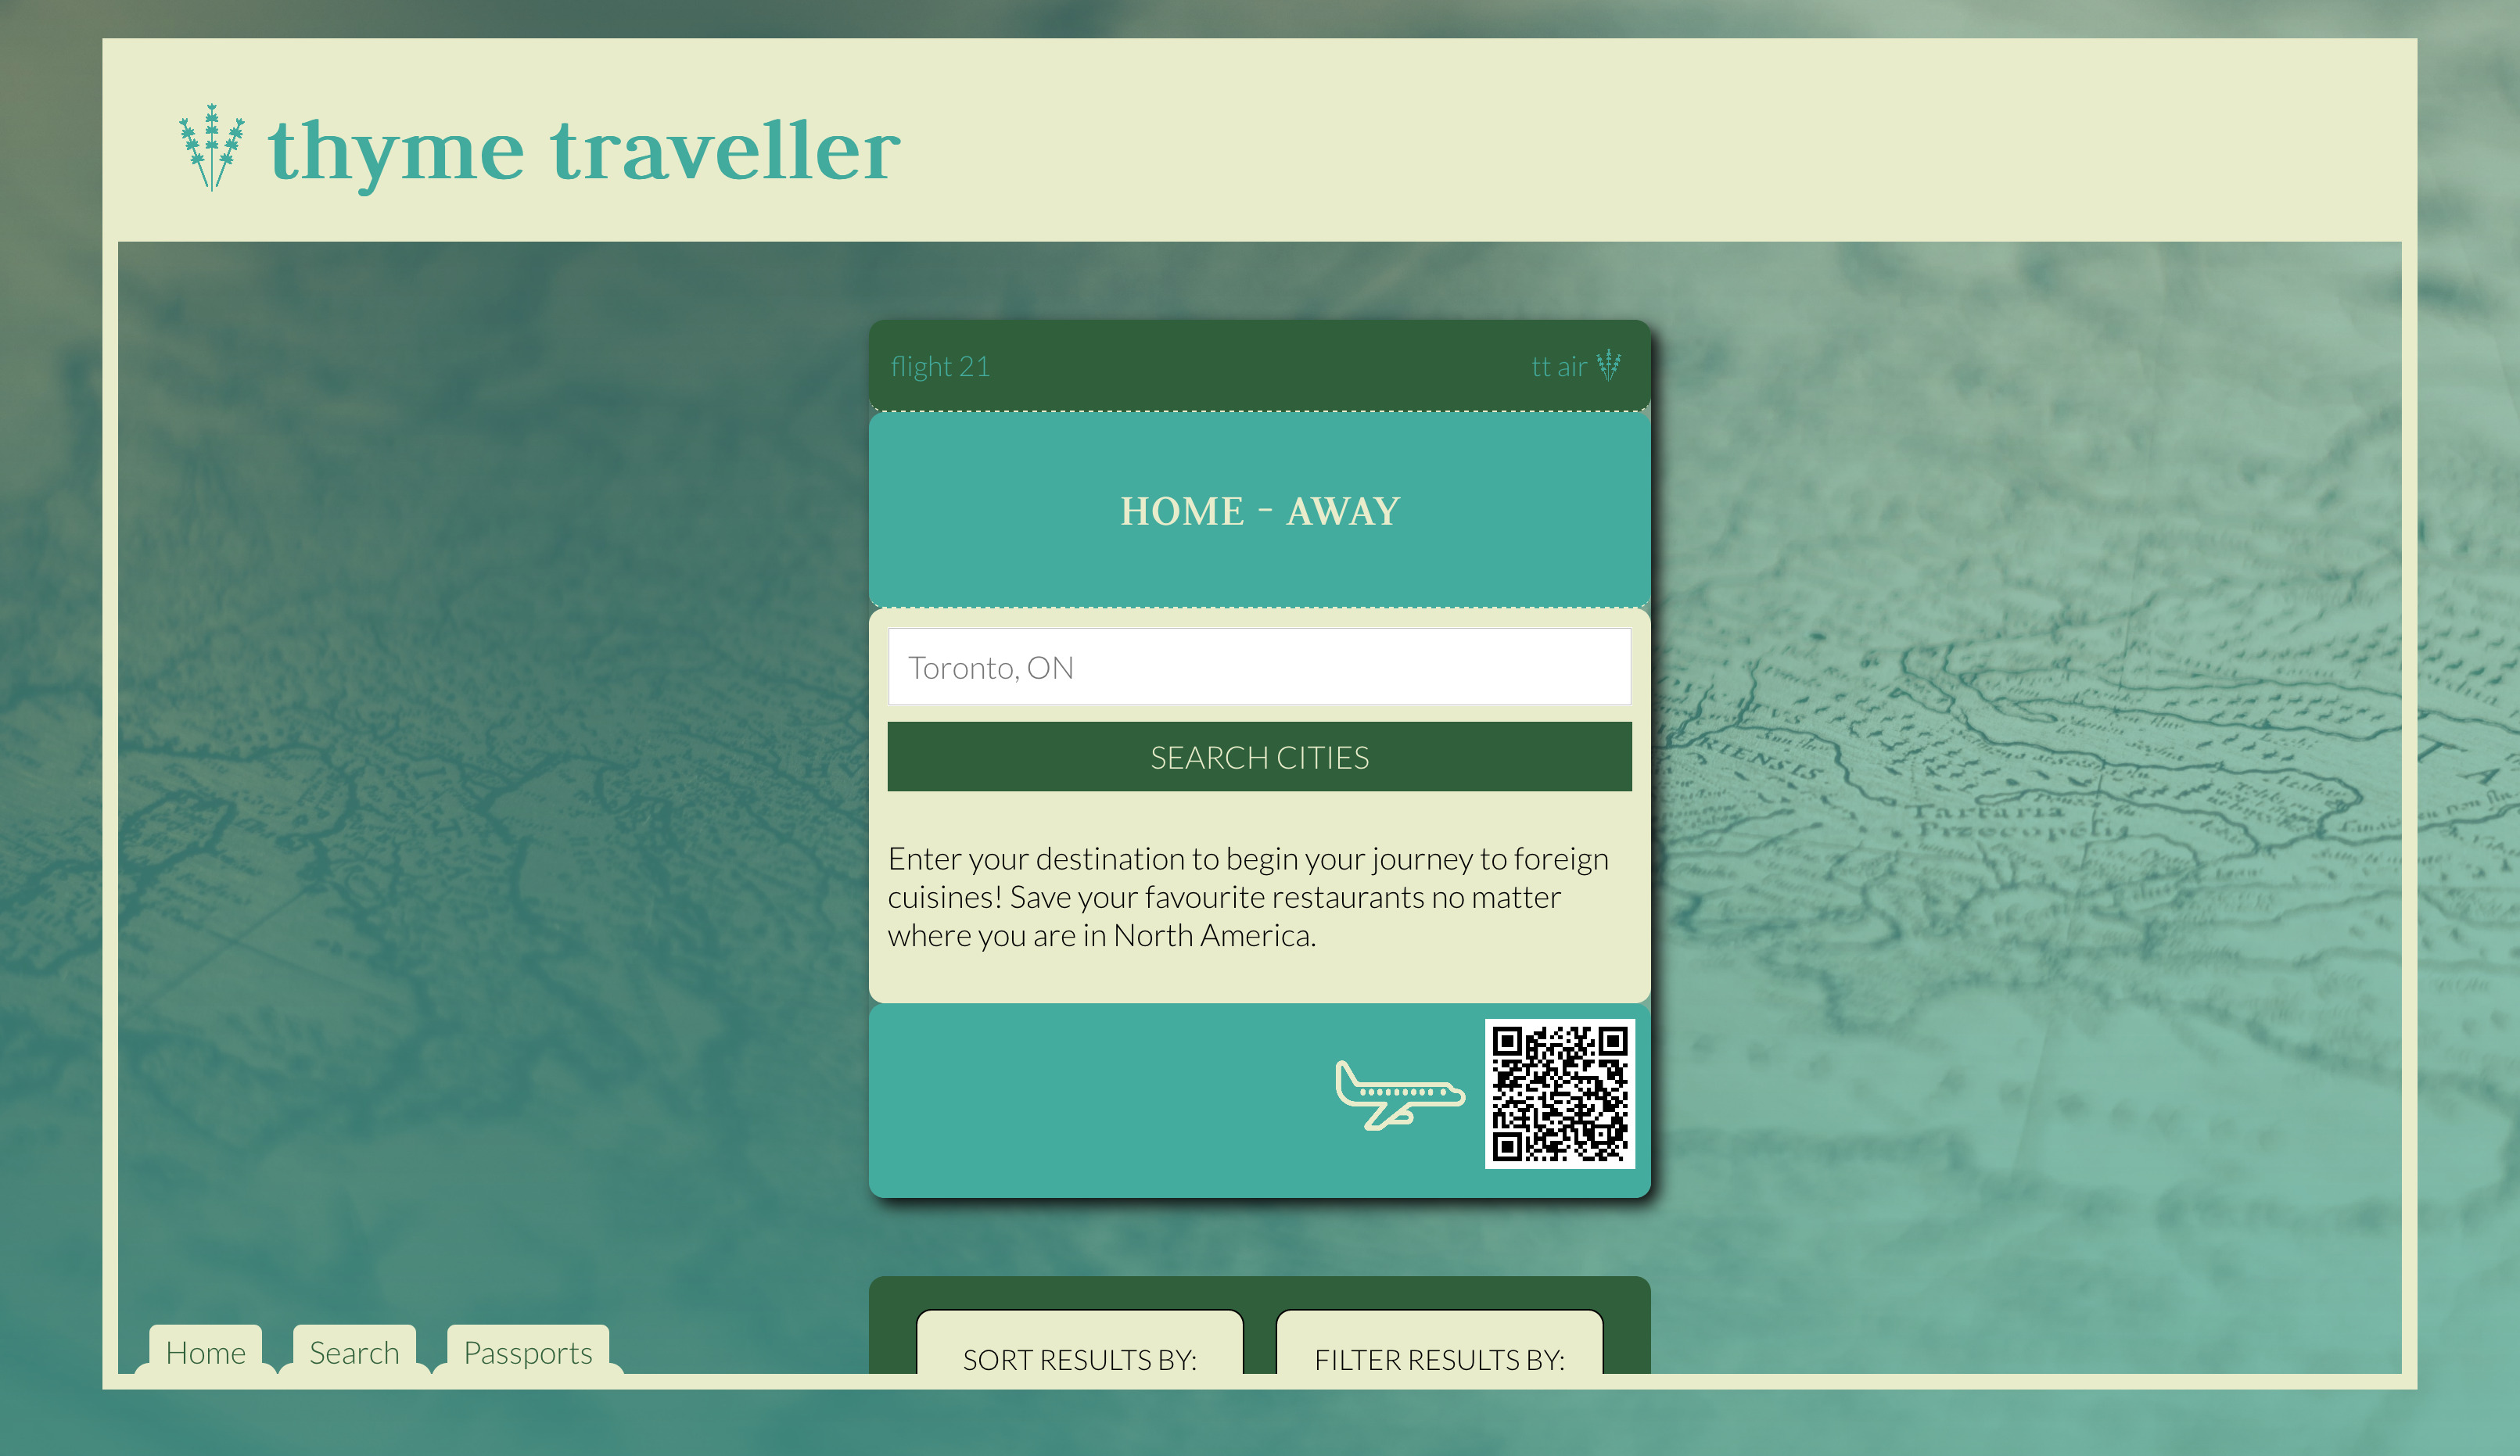 thyme traveller
flight 21
tt air
HOME - AWAY
Toronto, ON
SEARCH CITIES
Enter your destination to begin your journey to foreign
cuisines! Save your favourite restaurants no matter
where you are in North America.
SORT RESULTS BY:
FILTER RESULTS BY:
Home
Search
Passports
Tartaria